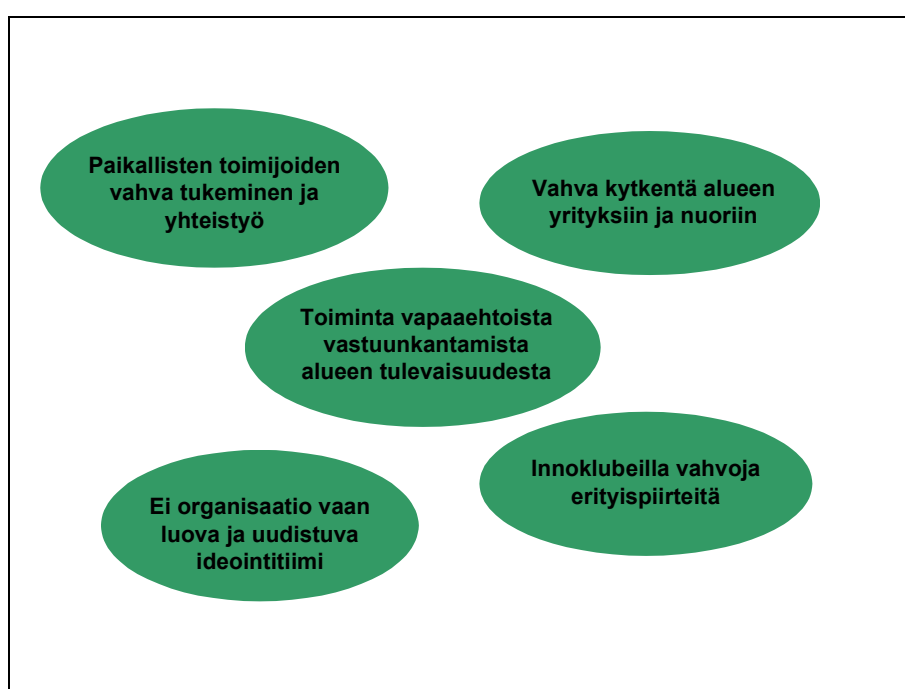 Paikallisten toimijoiden
vahva tukeminen ja
yhteistyö
Vahva kytkentä alueen
yrityksiin ja nuoriin
Toiminta vapaaehtoista
vastuunkantamista
alueen tulevaisuudesta
Innoklubeilla vahvoja
erityispiirteitä
Ei organisaatio vaan
luova ja uudistuva
ideointitiimi